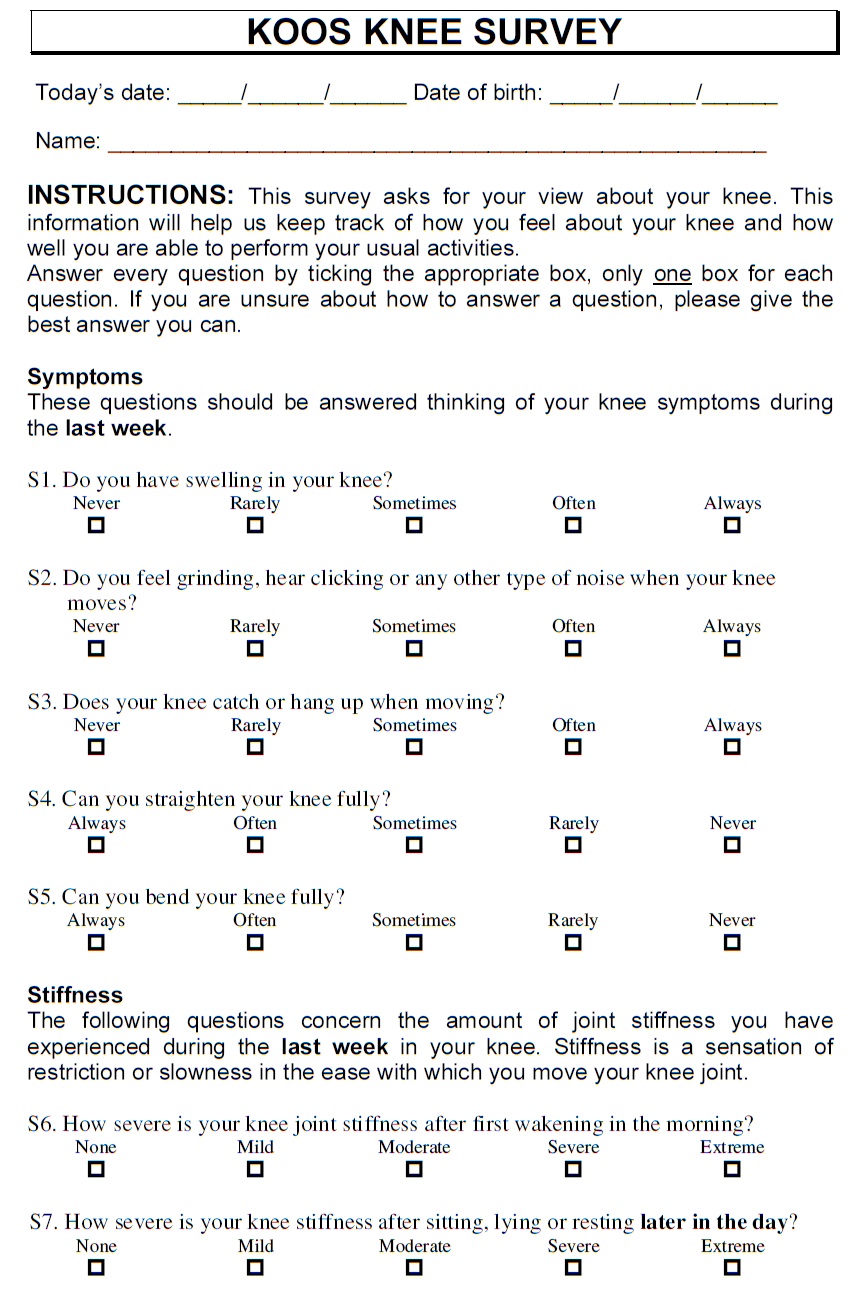 KOOS KNEE SURVEY
Today's date: _____/______/______ Date of birth: _____/______/______
Name: ____________________________________________________
INSTRUCTIONS: This survey asks for your view about your knee. This
information will help us keep track of how you feel about your knee and how
well you are able to perform your usual activities.
Answer every question by ticking the appropriate box, only one box for each
question. If you are unsure about how to answer a question, please give the
best answer you can.
Symptoms
These questions should be answered thinking of your knee symptoms during
the last week.
S1. Do you have swelling in your knee?
Never Rarely Sometimes Often Always
S2. Do you feel grinding, hear clicking or any other type of noise when your knee
moves?
Never Rarely Sometimes Often Always
S3. Does your knee catch or hang up when moving?
Never Rarely Sometimes Often Always
S4. Can you straighten your knee fully?
Always Often Sometimes Rarely Never
S5. Can you bend your knee fully?
Always Often Sometimes Rarely Never
Stiffness
The following questions concern the amount of joint stiffness you have
experienced during the last week in your knee. Stiffness is a sensation of
restriction or slowness in the ease with which you move your knee joint.
S6. How severe is your knee joint stiffness after first wakening in the morning?
None Mild Moderate Severe Extreme
S7. How severe is your knee stiffness after sitting, lying or resting later in the day?
None Mild Moderate Severe Extreme